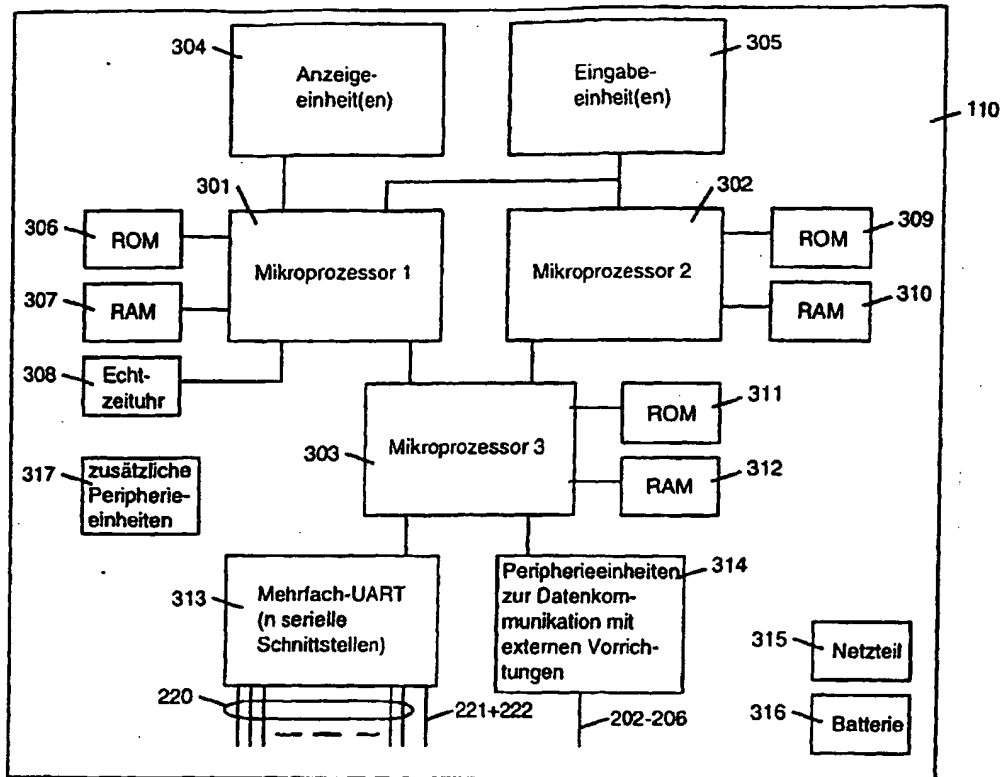 304
Anzeige-
einheit(en)
Eingabe-
einheit(en)
305
110
301
302
306
ROM
307
RAM
308
Echt-
zeituhr
Mikroprozessor 1
Mikroprozessor 2
ROM
309
RAM
310
303
Mikroprozessor 3
ROM
311
RAM
312
317
zusätzliche
Peripherie-
einheiten
313
Mehrfach-UART
(n serielle
Schnittstellen)
Peripherieeinheiten
zur Datenkom-
munikation mit
externen Vorrich-
tungen
314
315
Netzteil
316
Batterie
220
221+222
202-206